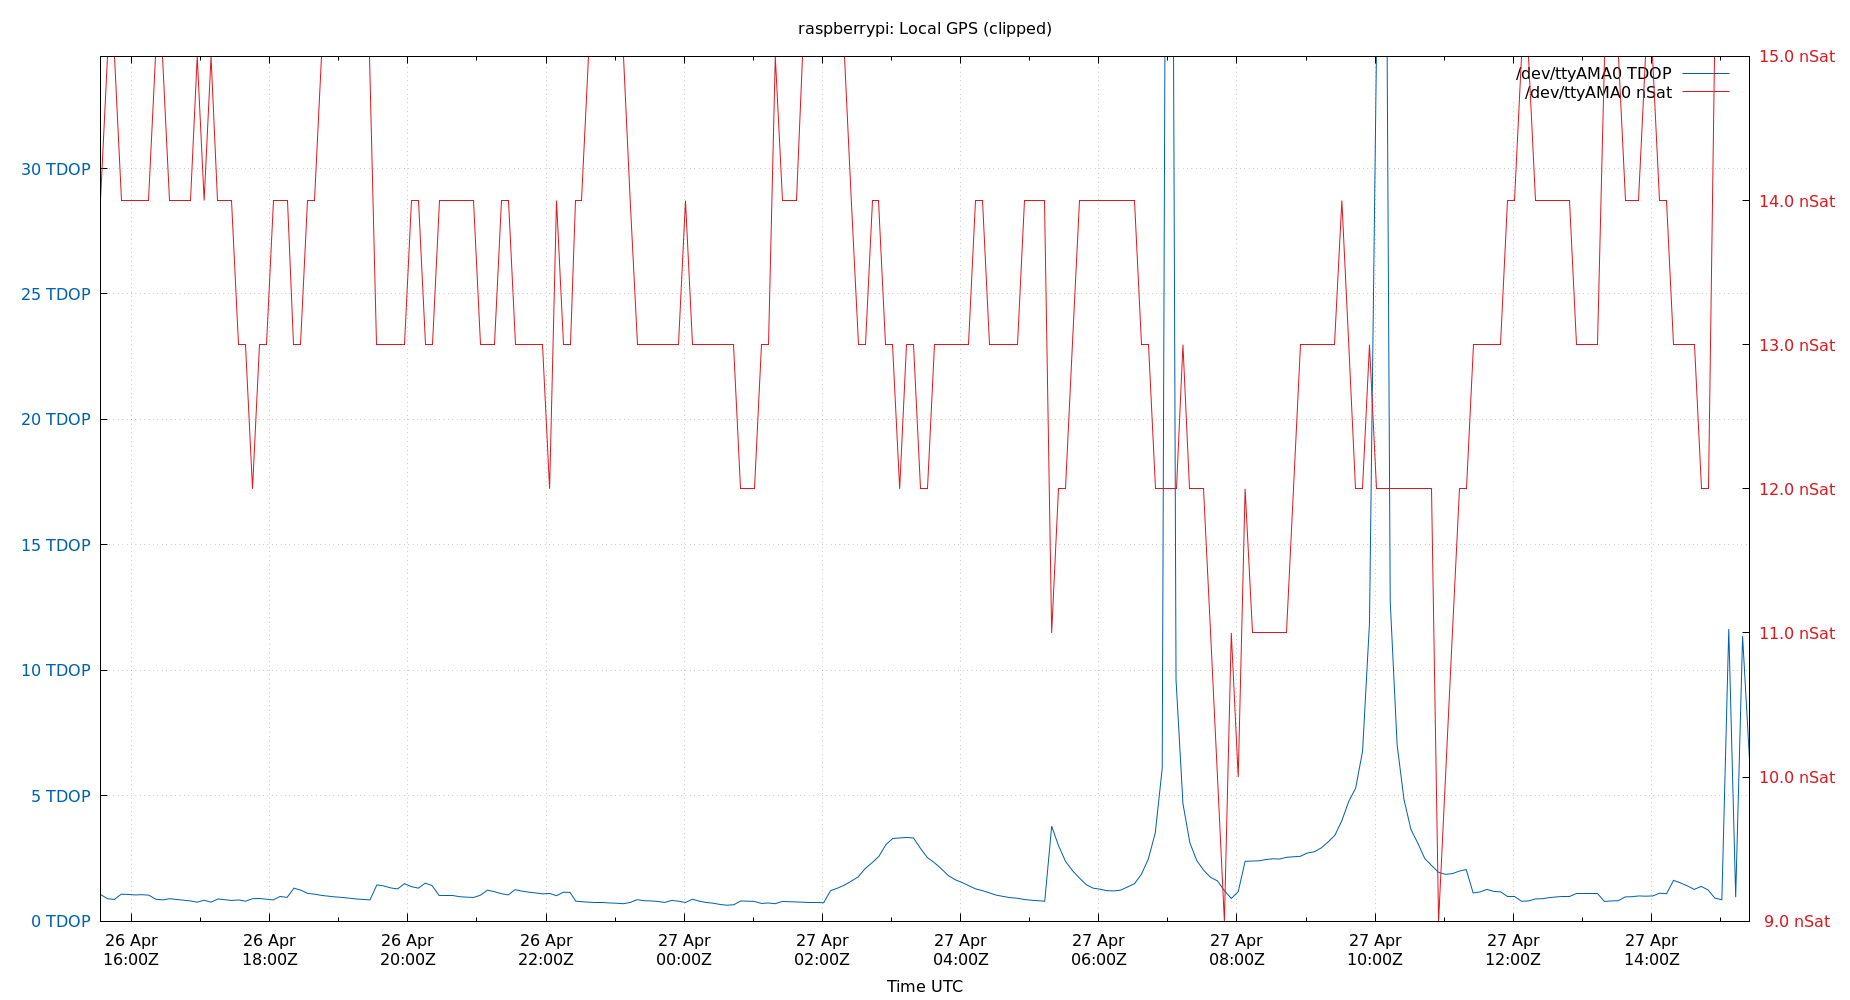 raspberrypi: Local GPS (clipped)
/dev/ttyAMA0 TDOP
/dev/ttyAMA0 nSat
30 TDOP
25 TDOP
20 TDOP
15 TDOP
10 TDOP
5 TDOP
0 TDOP
15.0 nSat
14.0 nSat
13.0 nSat
12.0 nSat
11.0 nSat
10.0 nSat
9.0 nSat
26 Apr
16:00Z
26 Apr
18:00Z
26 Apr
20:00Z
26 Apr
22:00Z
27 Apr
00:00Z
27 Apr
02:00Z
27 Apr
04:00Z
27 Apr
06:00Z
27 Apr
08:00Z
27 Apr
10:00Z
27 Apr
12:00Z
27 Apr
14:00Z
Time UTC